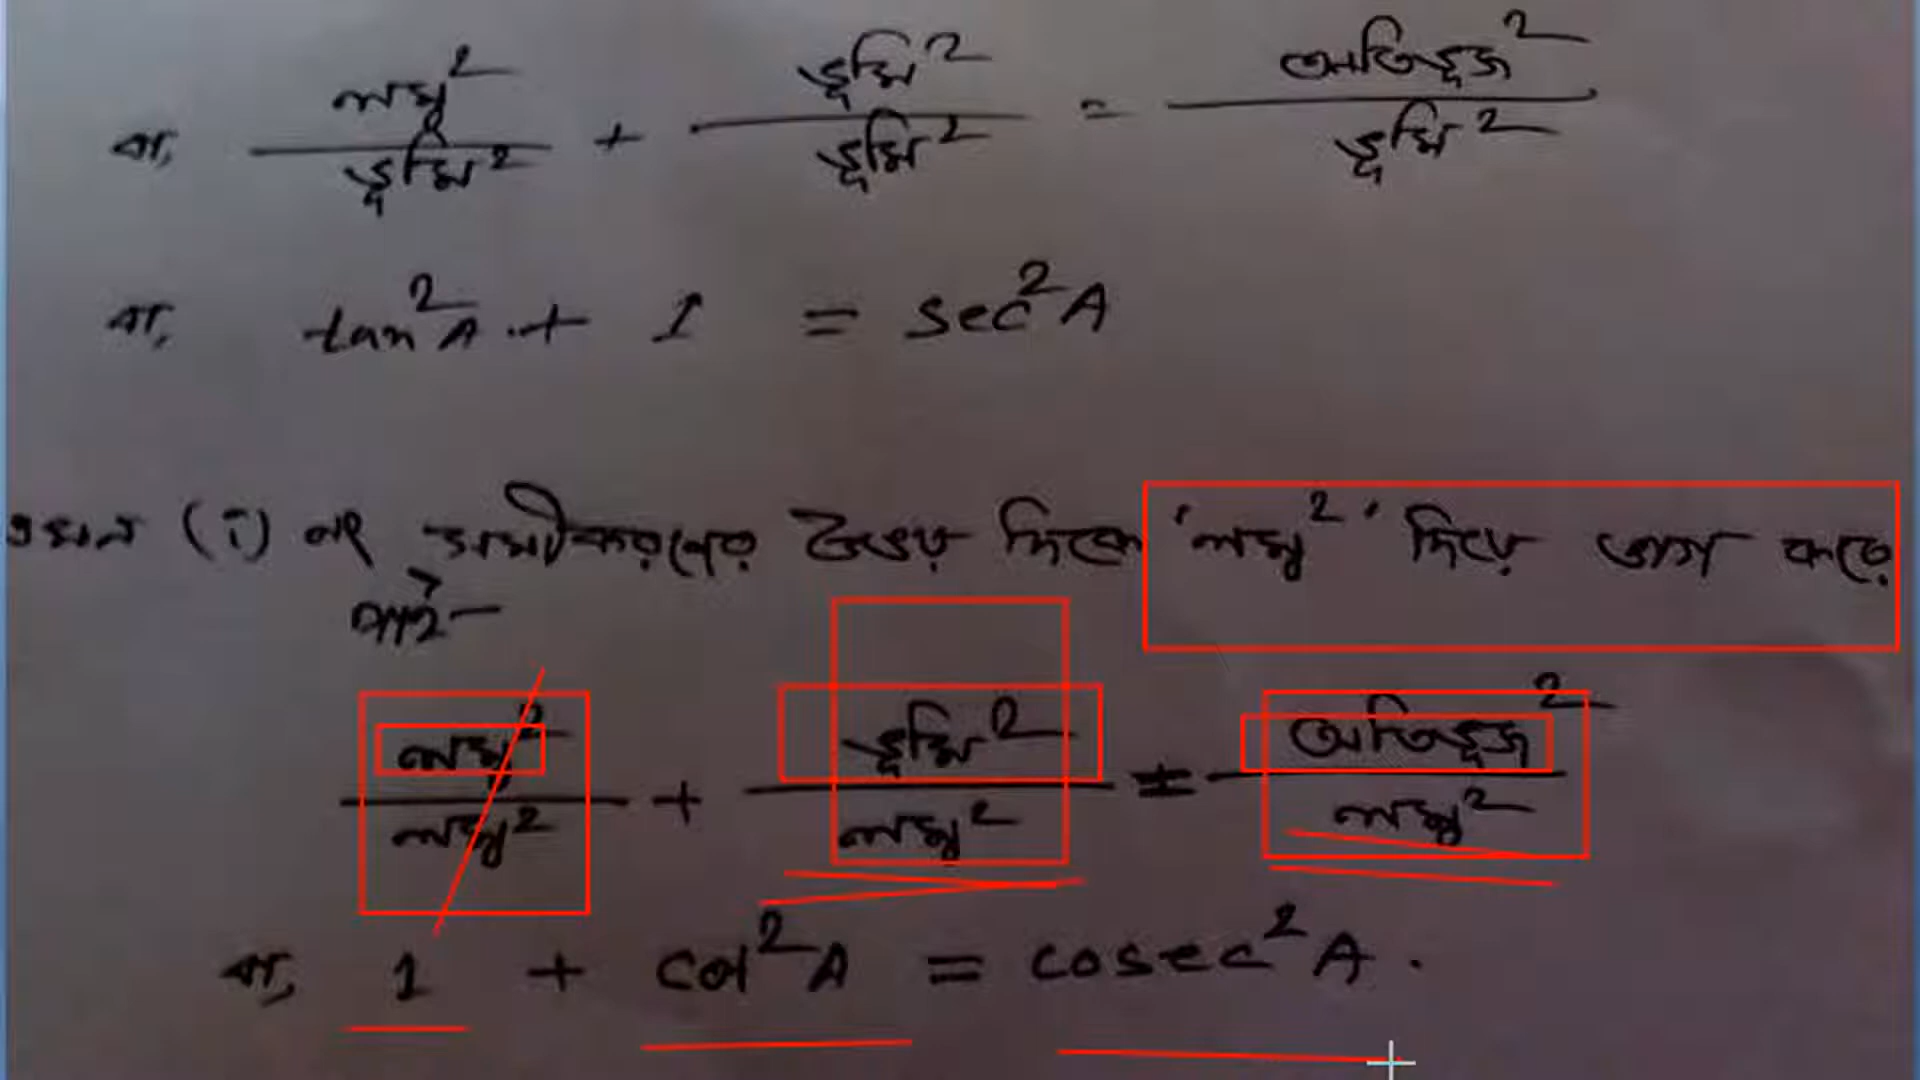 বা, লম্ব²/ভূমি² + ভূমি²/ভূমি² = অতিভূজ²/ভূমি²
বা, tan²A + 1 = sec²A
এখন (i) নং সমীকরণের উভয় দিকে 'লম্ব²' দিয়ে ভাগ করে
পাই—
লম্ব²/লম্ব² + ভূমি²/লম্ব² = অতিভূজ²/লম্ব²
বা, 1 + cot²A = cosec²A.